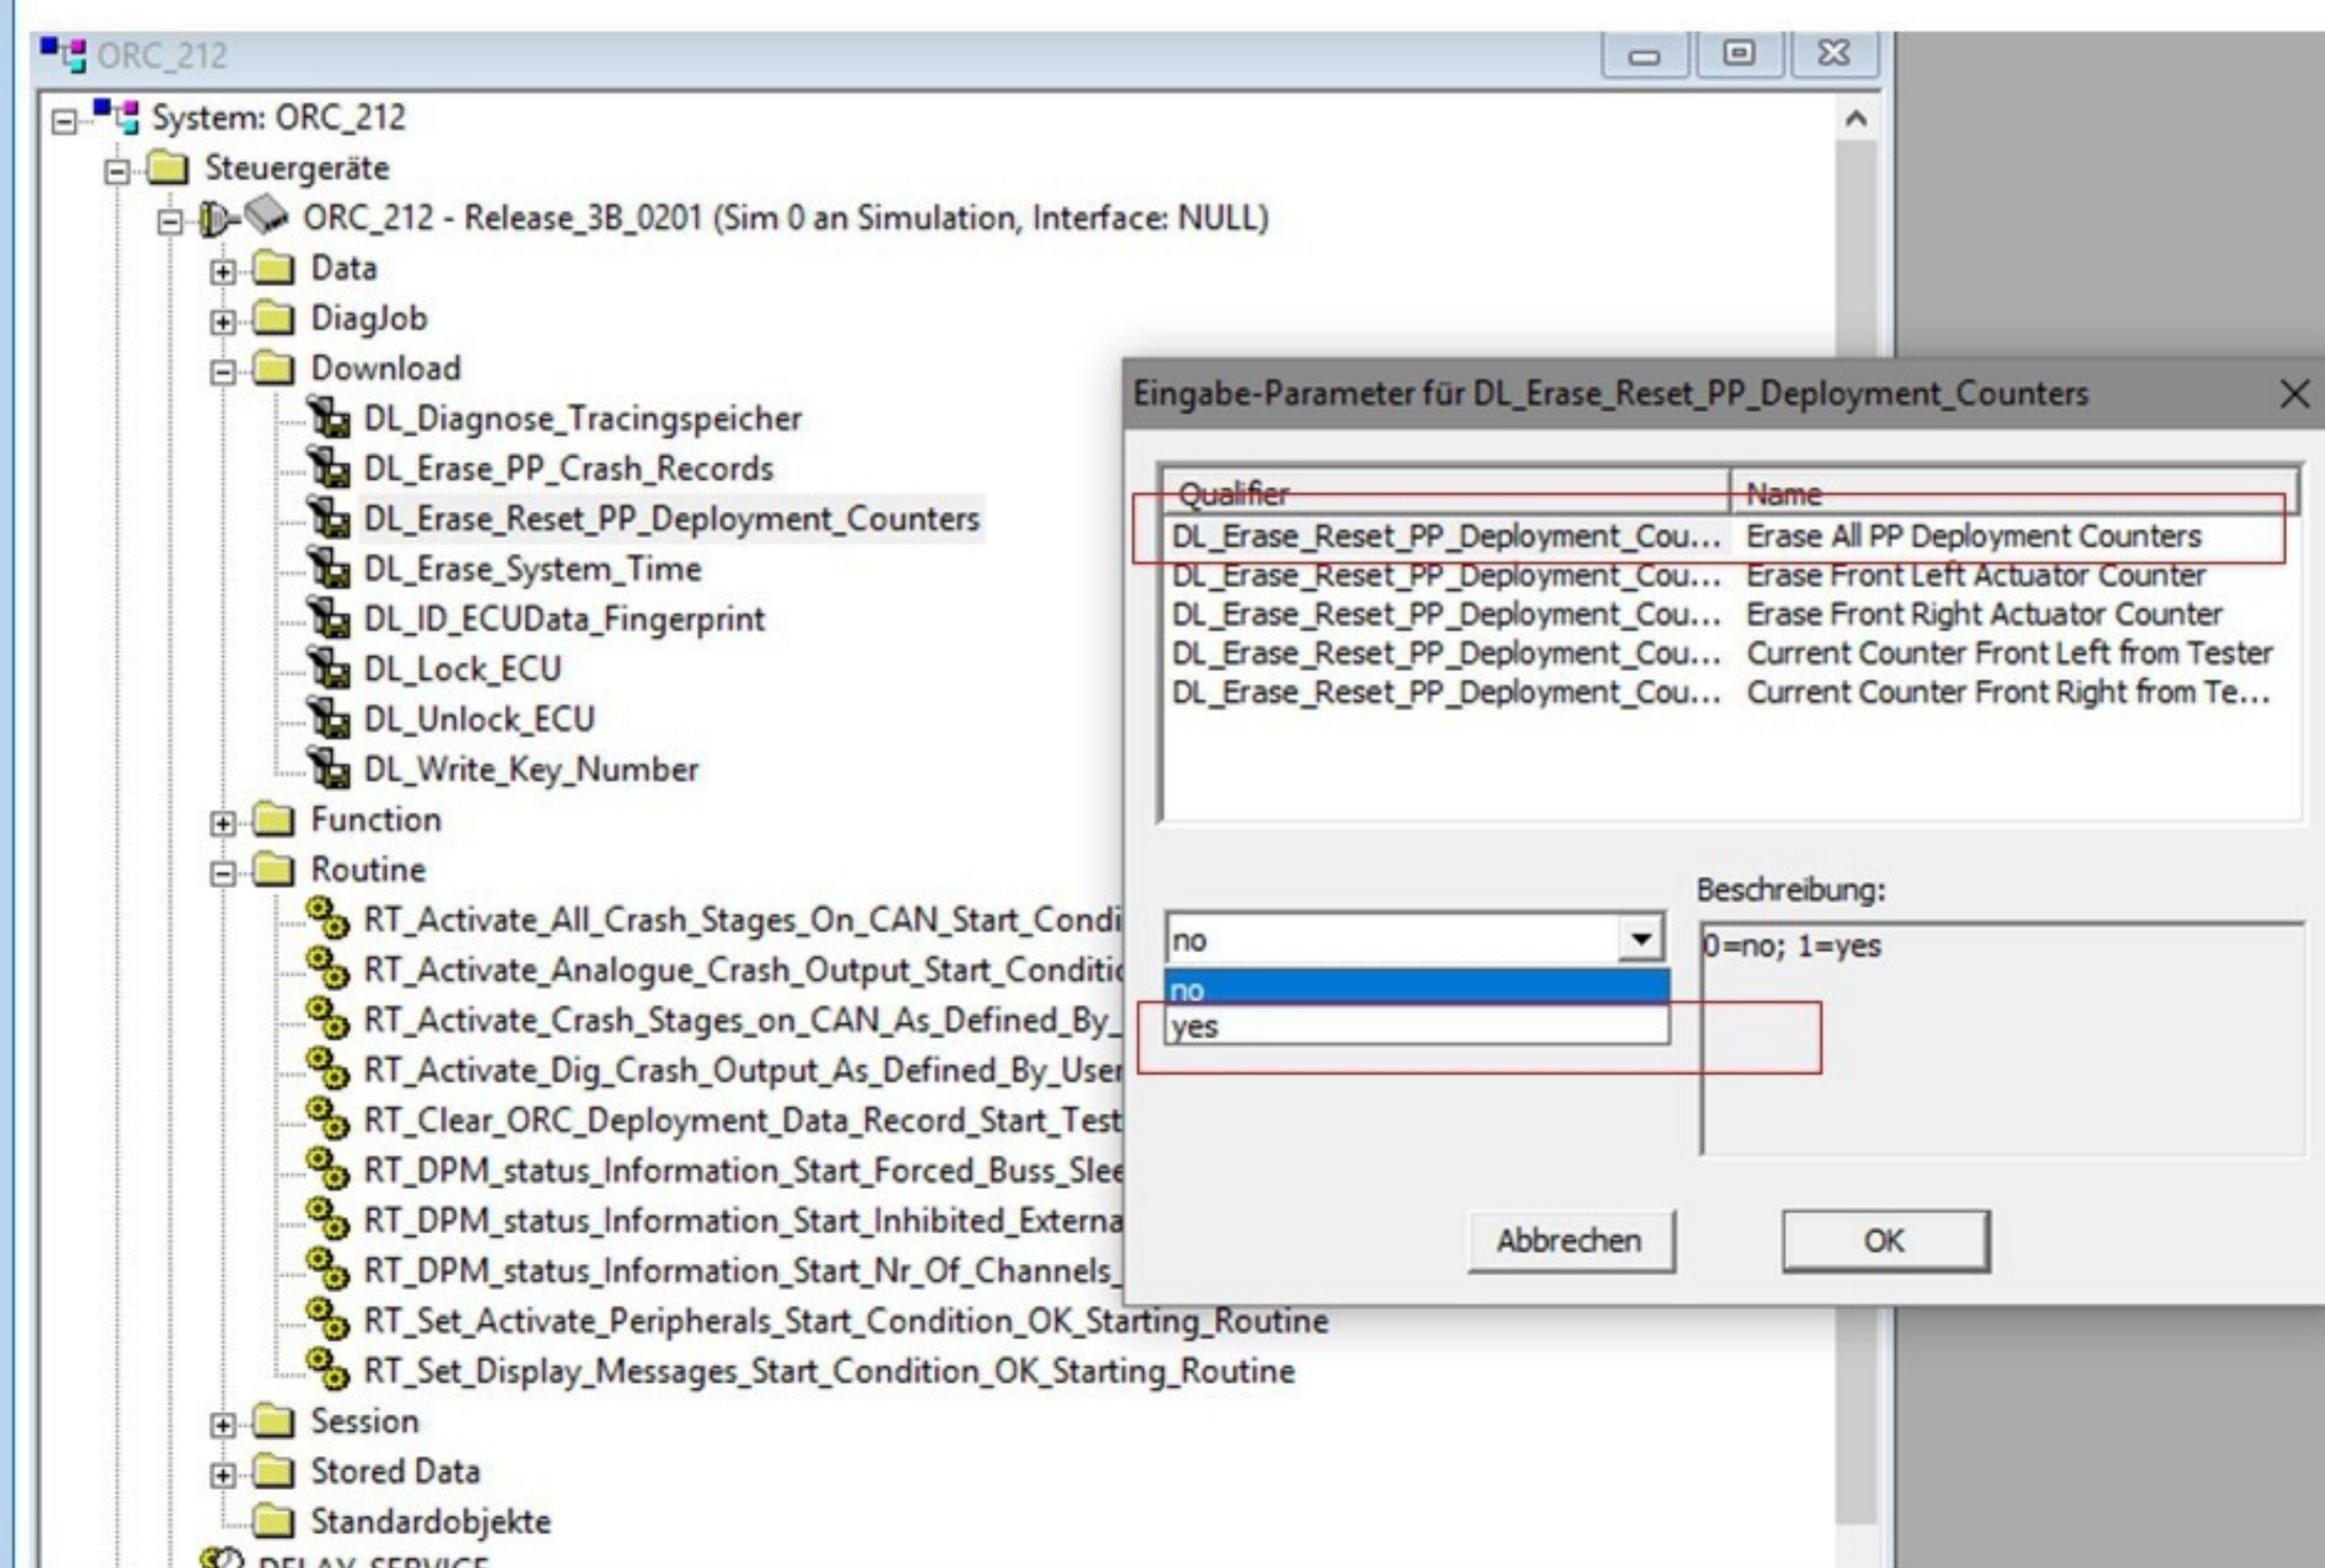 ORC_212
System: ORC_212
Steuergeräte
ORC_212 - Release_3B_0201 (Sim 0 an Simulation, Interface: NULL)
Data
DiagJob
Download
DL_Diagnose_Tracingspeicher
DL_Erase_PP_Crash_Records
DL_Erase_Reset_PP_Deployment_Counters
DL_Erase_System_Time
DL_ID_ECUData_Fingerprint
DL_Lock_ECU
DL_Unlock_ECU
DL_Write_Key_Number
Function
Routine
RT_Activate_All_Crash_Stages_On_CAN_Start_Condi
RT_Activate_Analogue_Crash_Output_Start_Conditic
RT_Activate_Crash_Stages_on_CAN_As_Defined_By_
RT_Activate_Dig_Crash_Output_As_Defined_By_User
RT_Clear_ORC_Deployment_Data_Record_Start_Test
RT_DPM_status_Information_Start_Forced_Buss_Slee
RT_DPM_status_Information_Start_Inhibited_Externa
RT_DPM_status_Information_Start_Nr_Of_Channels_
RT_Set_Activate_Peripherals_Start_Condition_OK_Starting_Routine
RT_Set_Display_Messages_Start_Condition_OK_Starting_Routine
Session
Stored Data
Standardobjekte
DELAY_SERVICE
Eingabe-Parameter für DL_Erase_Reset_PP_Deployment_Counters
Qualifier Name
DL_Erase_Reset_PP_Deployment_Cou... Erase All PP Deployment Counters
DL_Erase_Reset_PP_Deployment_Cou... Erase Front Left Actuator Counter
DL_Erase_Reset_PP_Deployment_Cou... Erase Front Right Actuator Counter
DL_Erase_Reset_PP_Deployment_Cou... Current Counter Front Left from Tester
DL_Erase_Reset_PP_Deployment_Cou... Current Counter Front Right from Te...
no
no
yes
Beschreibung:
0=no; 1=yes
Abbrechen OK